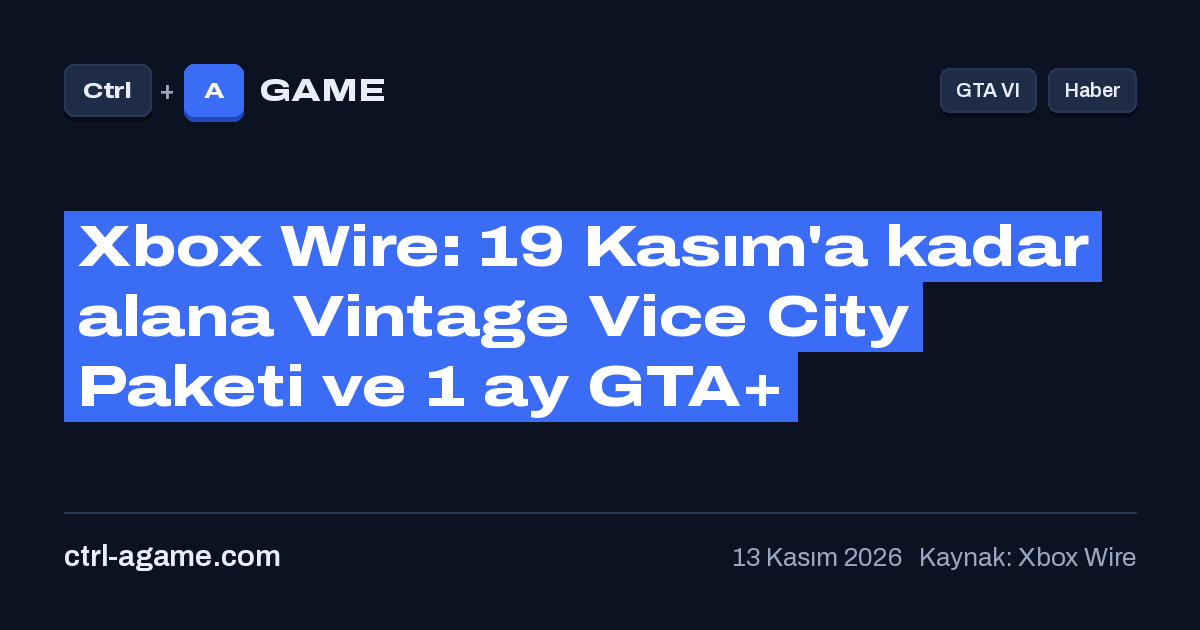 Ctrl + A GAME
GTA VI
Haber
Xbox Wire: 19 Kasım'a kadar
alana Vintage Vice City
Paketi ve 1 ay GTA+
ctrl-agame.com
13 Kasım 2026 Kaynak: Xbox Wire